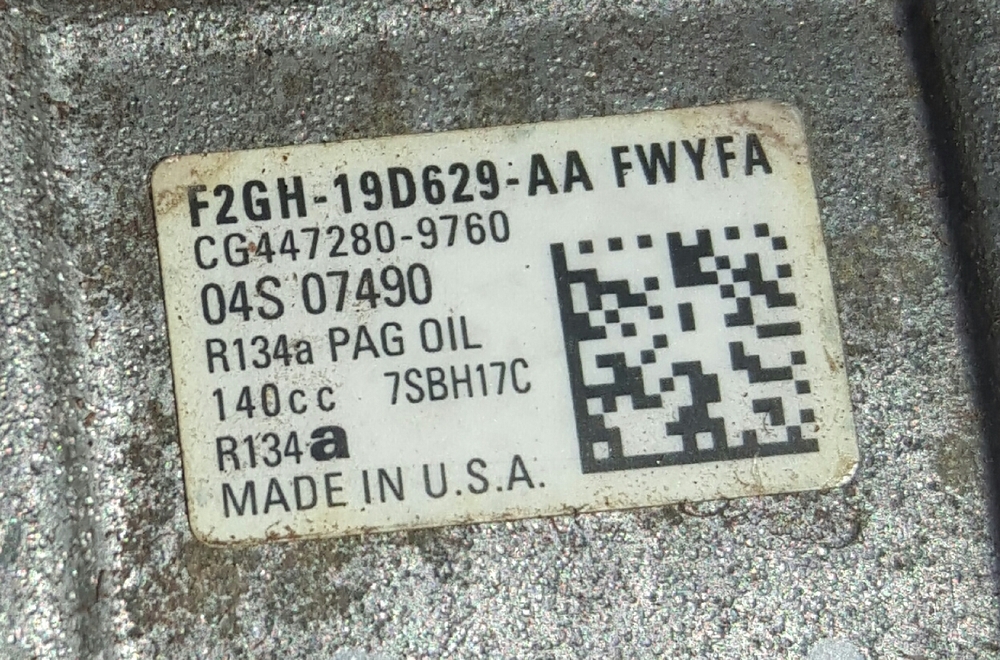 F2GH-19D629-AA FWYFA
CG447280-9760
04S 07490
R134a PAG OIL
140cc 7SBH17C
R134a
MADE IN U.S.A.